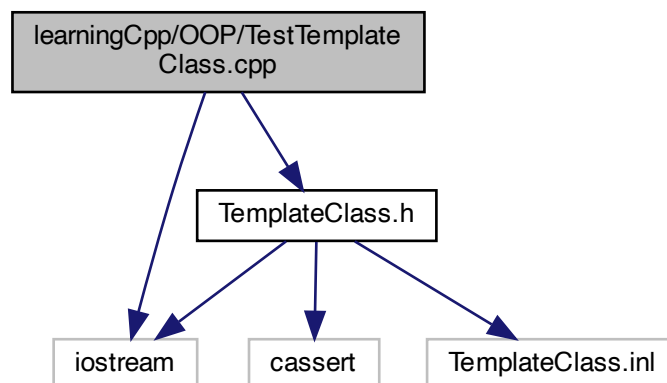 learningCpp/OOP/TestTemplate
Class.cpp
TemplateClass.h
iostream
cassert
TemplateClass.inl